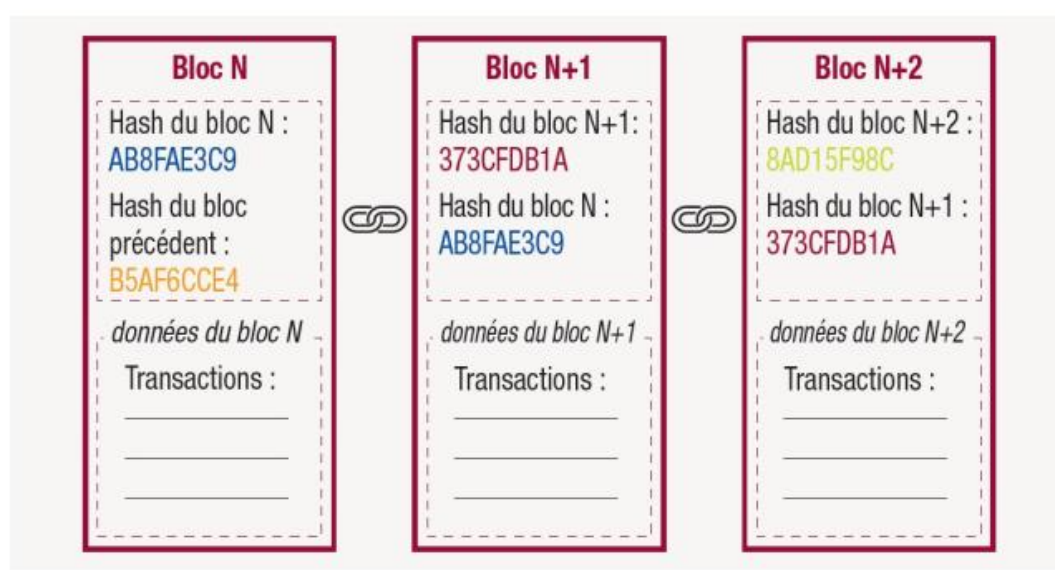 Bloc N
Hash du bloc N :
AB8FAE3C9
Hash du bloc
précédent :
B5AF6CCE4
données du bloc N
Transactions :
Bloc N+1
Hash du bloc N+1:
373CFDB1A
Hash du bloc N :
AB8FAE3C9
données du bloc N+1
Transactions :
Bloc N+2
Hash du bloc N+2 :
8AD15F98C
Hash du bloc N+1 :
373CFDB1A
données du bloc N+2
Transactions :